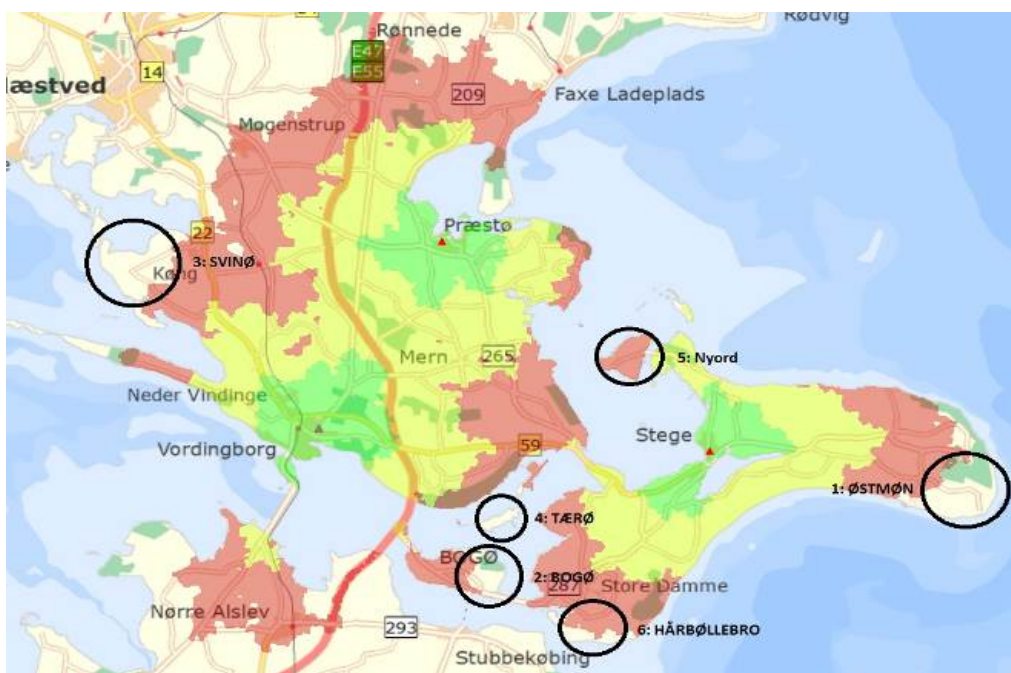 Rødvig
Rønnede
E47
E55
14
læstved
209
Faxe Ladeplads
Mogenstrup
Præstø
22
Køng
3: SVINØ
Mern
265
5: Nyord
Neder Vindinge
Vordingborg
Stege
59
1: ØSTMØN
4: TÆRØ
BOGØ
2: BOGØ
287
Store Damme
Nørre Alslev
293
6: HÅRBØLLEBRO
Stubbekøbing